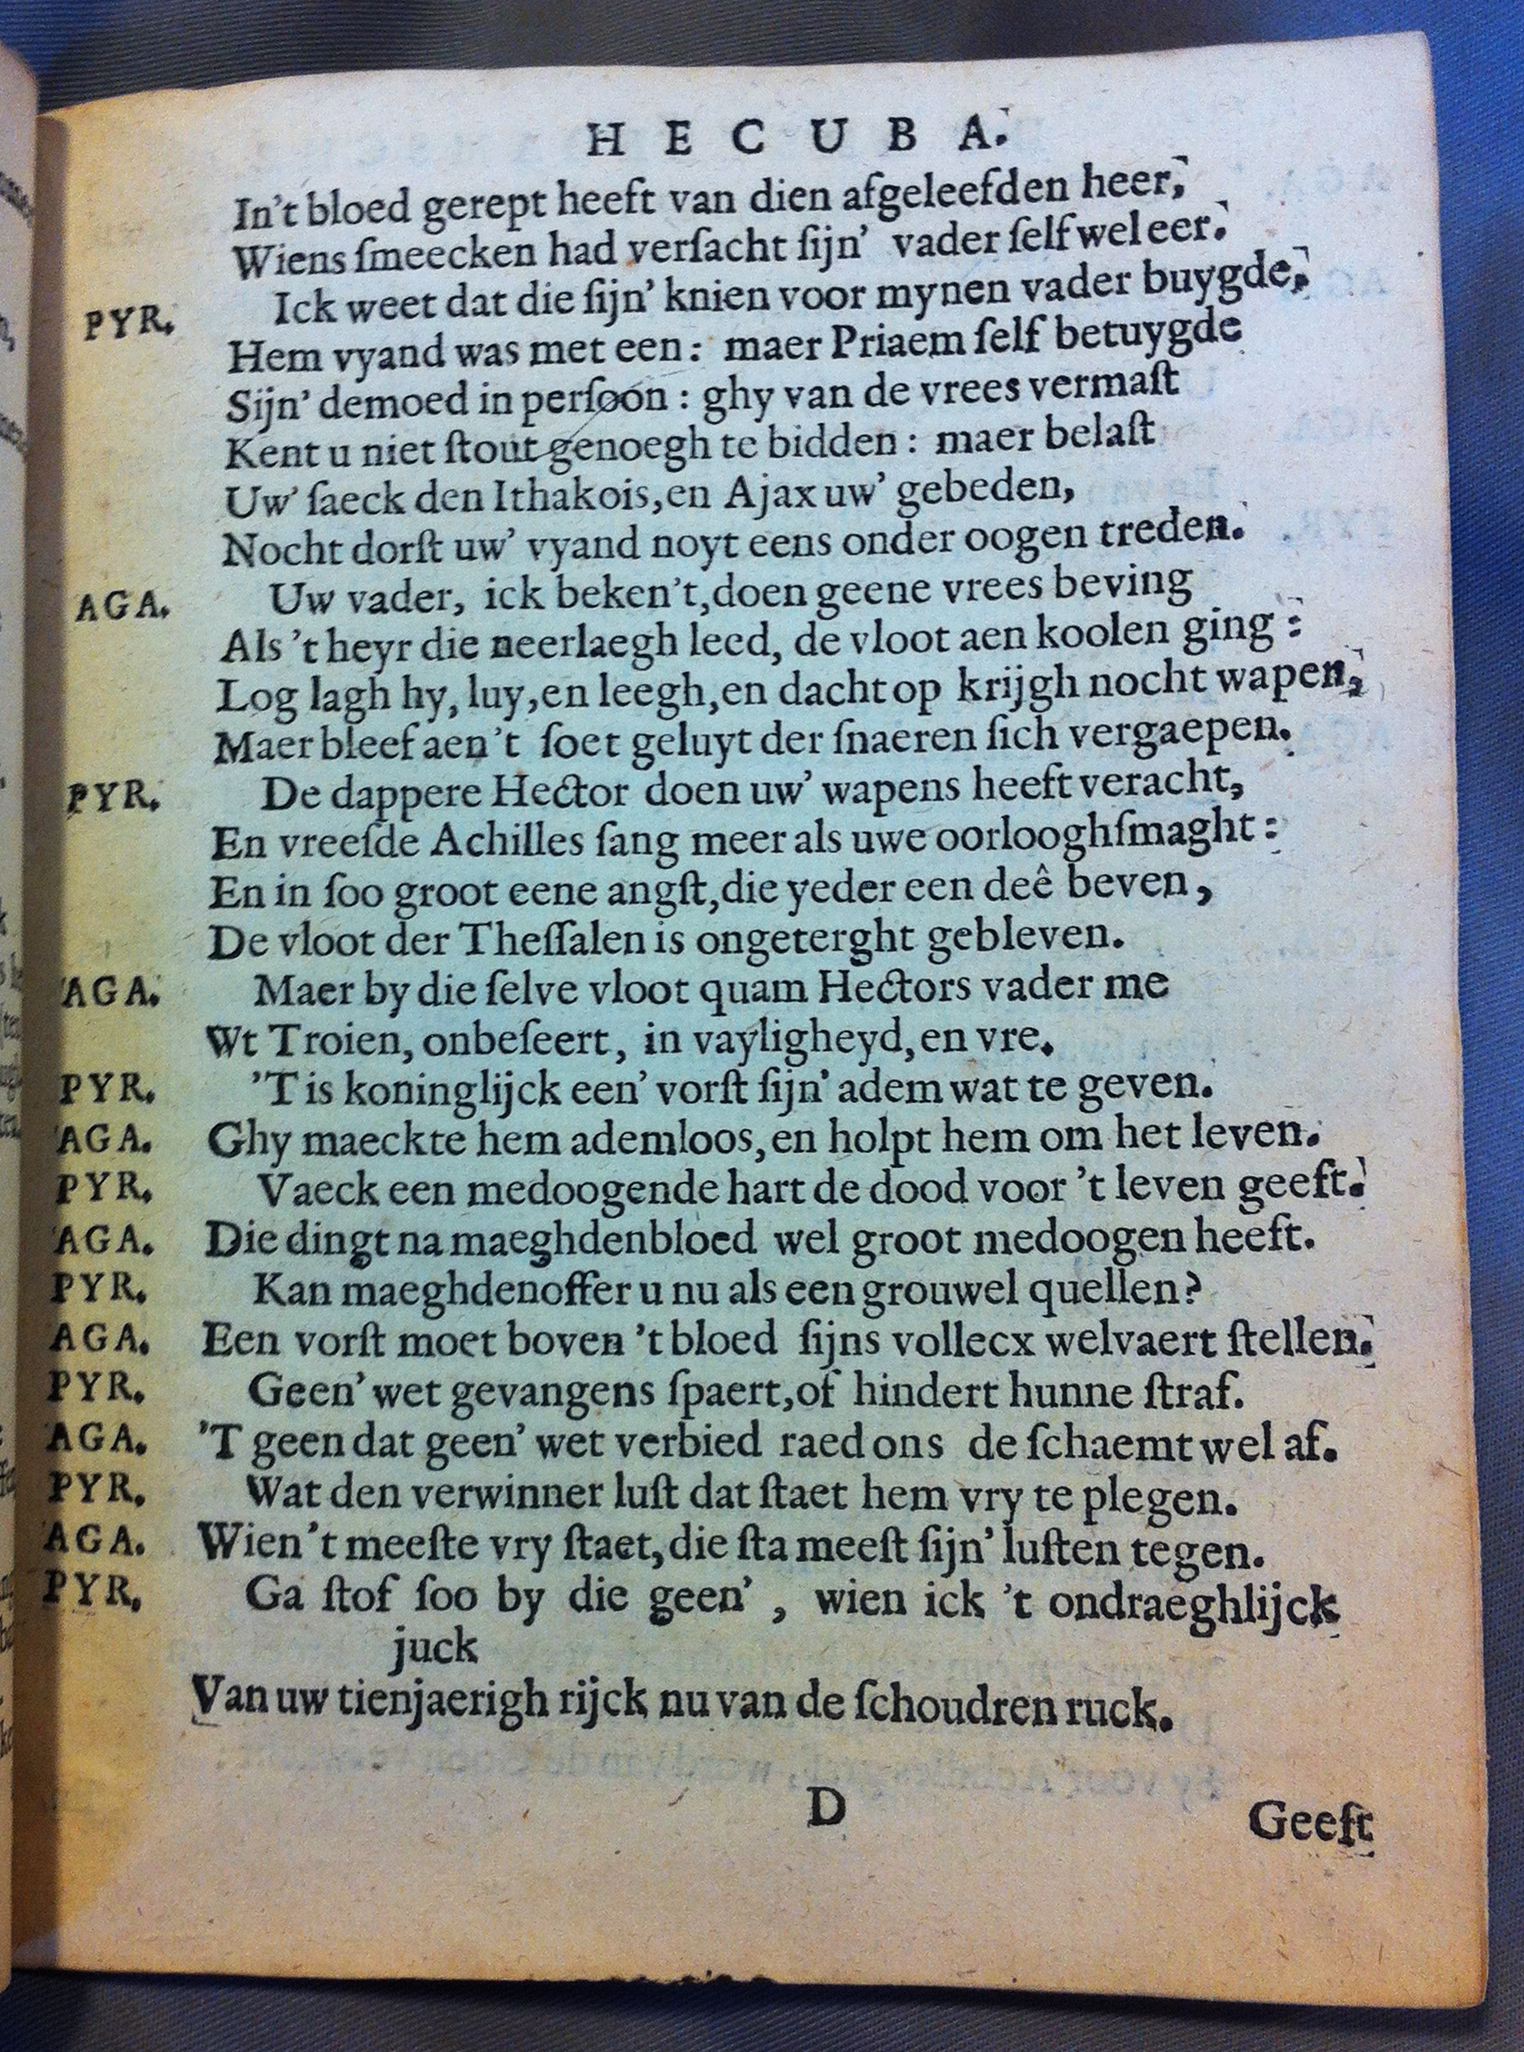 HECUBA.
In't bloed gerept heeft van dien afgeleefden heer,
Wiens ſmeecken had verſacht ſijn' vader ſelf wel eer.
PYR. Ick weet dat die ſijn' knien voor mynen vader buygde,
Hem vyand was met een: maer Priaem ſelf betuygde
Sijn' demoed in perſoon: ghy van de vrees vermaſt
Kent u niet ſtout genoegh te bidden: maer belaſt
Uw' ſaeck den Ithakois, en Ajax uw' gebeden,
Nocht dorſt uw' vyand noyt eens onder oogen treden.
AGA. Uw vader, ick beken't, doen geene vrees beving
Als 't heyr die neerlaegh leed, de vloot aen koolen ging:
Log lagh hy, luy, en leegh, en dacht op krijgh nocht wapen,
Maer bleef aen 't ſoet geluyt der ſnaeren ſich vergaepen.
PYR. De dappere Hector doen uw' wapens heeft veracht,
En vreeſde Achilles ſang meer als uwe oorlooghſmaght:
En in ſoo groot eene angſt, die yeder een deê beven,
De vloot der Theſſalen is ongeterght gebleven.
AGA. Maer by die ſelve vloot quam Hectors vader me
Wt Troien, onbeſeert, in vayligheyd, en vre.
PYR. 'T is koninglijck een' vorſt ſijn' adem wat te geven.
AGA. Ghy maeckte hem ademloos, en holpt hem om het leven.
PYR. Vaeck een medoogende hart de dood voor 't leven geeft.
AGA. Die dingt na maeghdenbloed wel groot medoogen heeft.
PYR. Kan maeghdenoffer u nu als een grouwel quellen?
AGA. Een vorſt moet boven 't bloed ſijns vollecx welvaert ſtellen.
PYR. Geen' wet gevangens ſpaert, of hindert hunne ſtraf.
AGA. 'T geen dat geen' wet verbied raed ons de ſchaemt wel af.
PYR. Wat den verwinner luſt dat ſtaet hem vry te plegen.
AGA. Wien 't meeſte vry ſtaet, die ſta meeſt ſijn' luſten tegen.
PYR. Ga ſtof ſoo by die geen', wien ick 't ondraeghlijck
juck
Van uw tienjaerigh rijck nu van de ſchoudren ruck.
D
Geeft